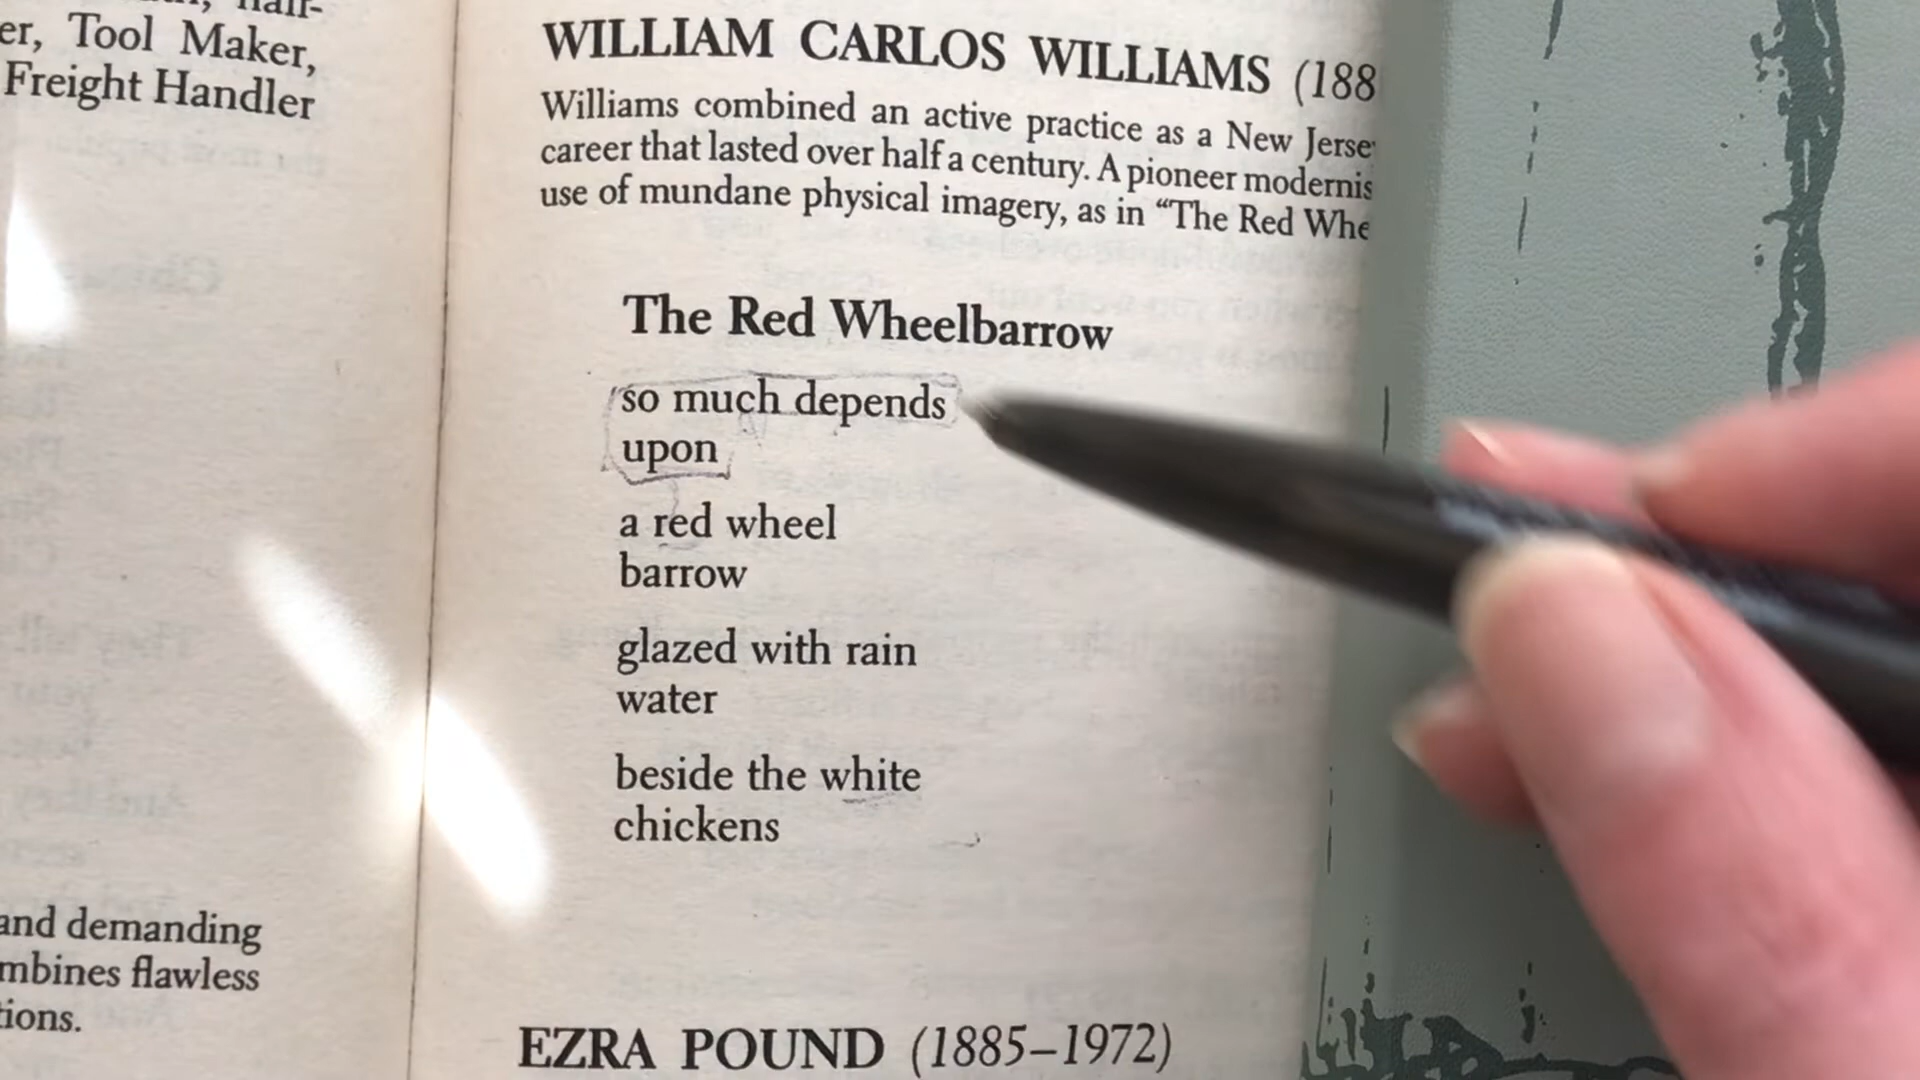 er, Tool Maker,
Freight Handler
and demanding
mbines flawless
tions.
WILLIAM CARLOS WILLIAMS (188
Williams combined an active practice as a New Jerse
career that lasted over half a century. A pioneer modernis
use of mundane physical imagery, as in “The Red Whe
The Red Wheelbarrow
so much depends
upon
a red wheel
barrow
glazed with rain
water
beside the white
chickens
EZRA POUND (1885–1972)